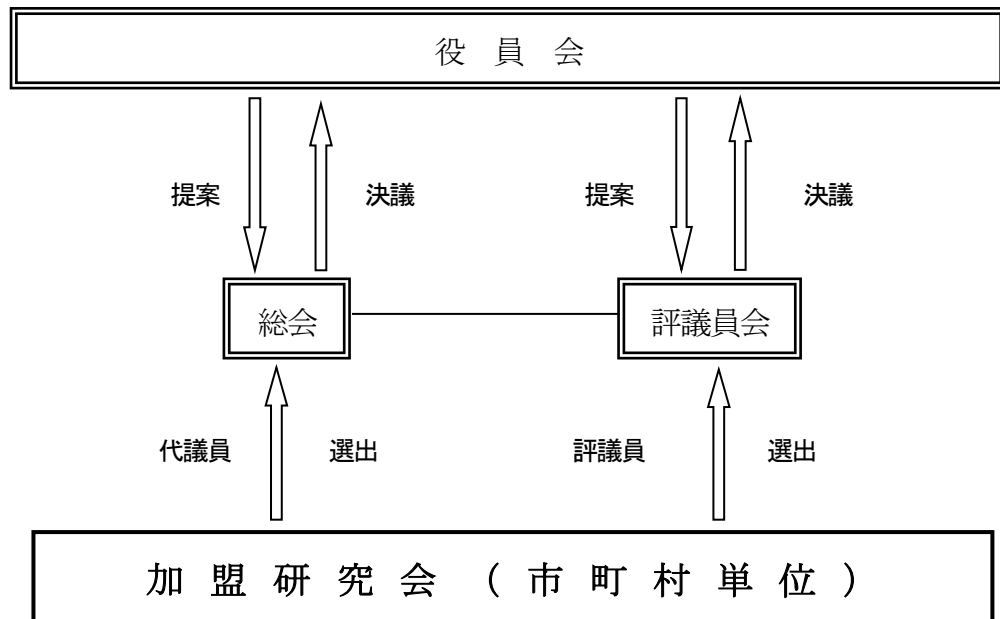 役 員 会
提案 決議 提案 決議
総会 評議員会
代議員 選出 評議員 選出
加 盟 研 究 会 ( 市 町 村 単 位 )